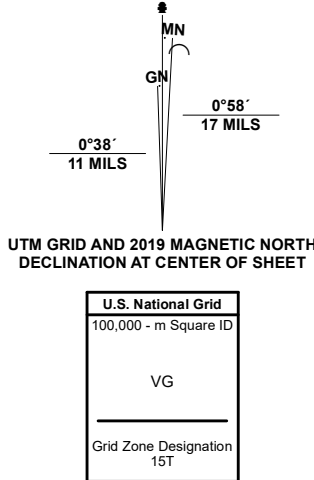 MN
GN
0°58´
17 MILS
0°38´
11 MILS
UTM GRID AND 2019 MAGNETIC NORTH
DECLINATION AT CENTER OF SHEET
U.S. National Grid
100,000 - m Square ID
VG
Grid Zone Designation
15T